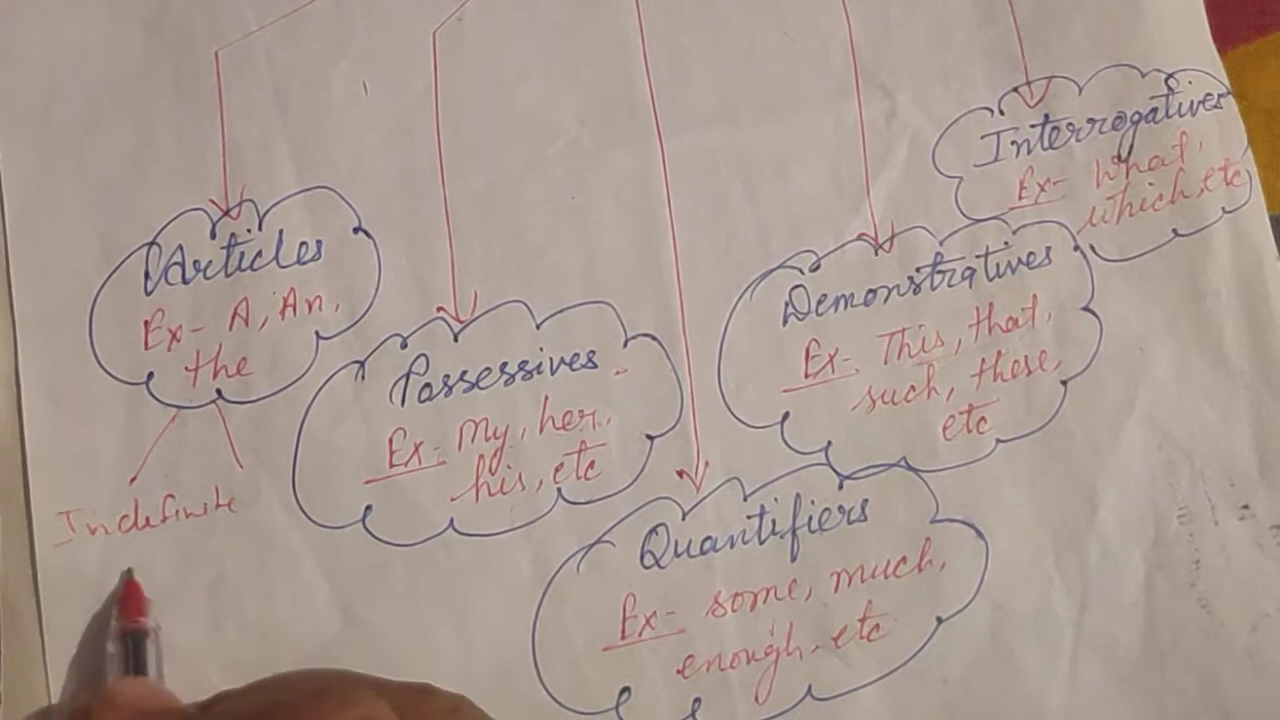 Articles
Ex- A, An,
the
Indefinite
Possessives
Ex- My, her,
his, etc
Quantifiers
Ex- some, much,
enough, etc
Demonstratives
Ex- This, that,
such, these,
etc
Interrogatives
Ex- What,
which, etc